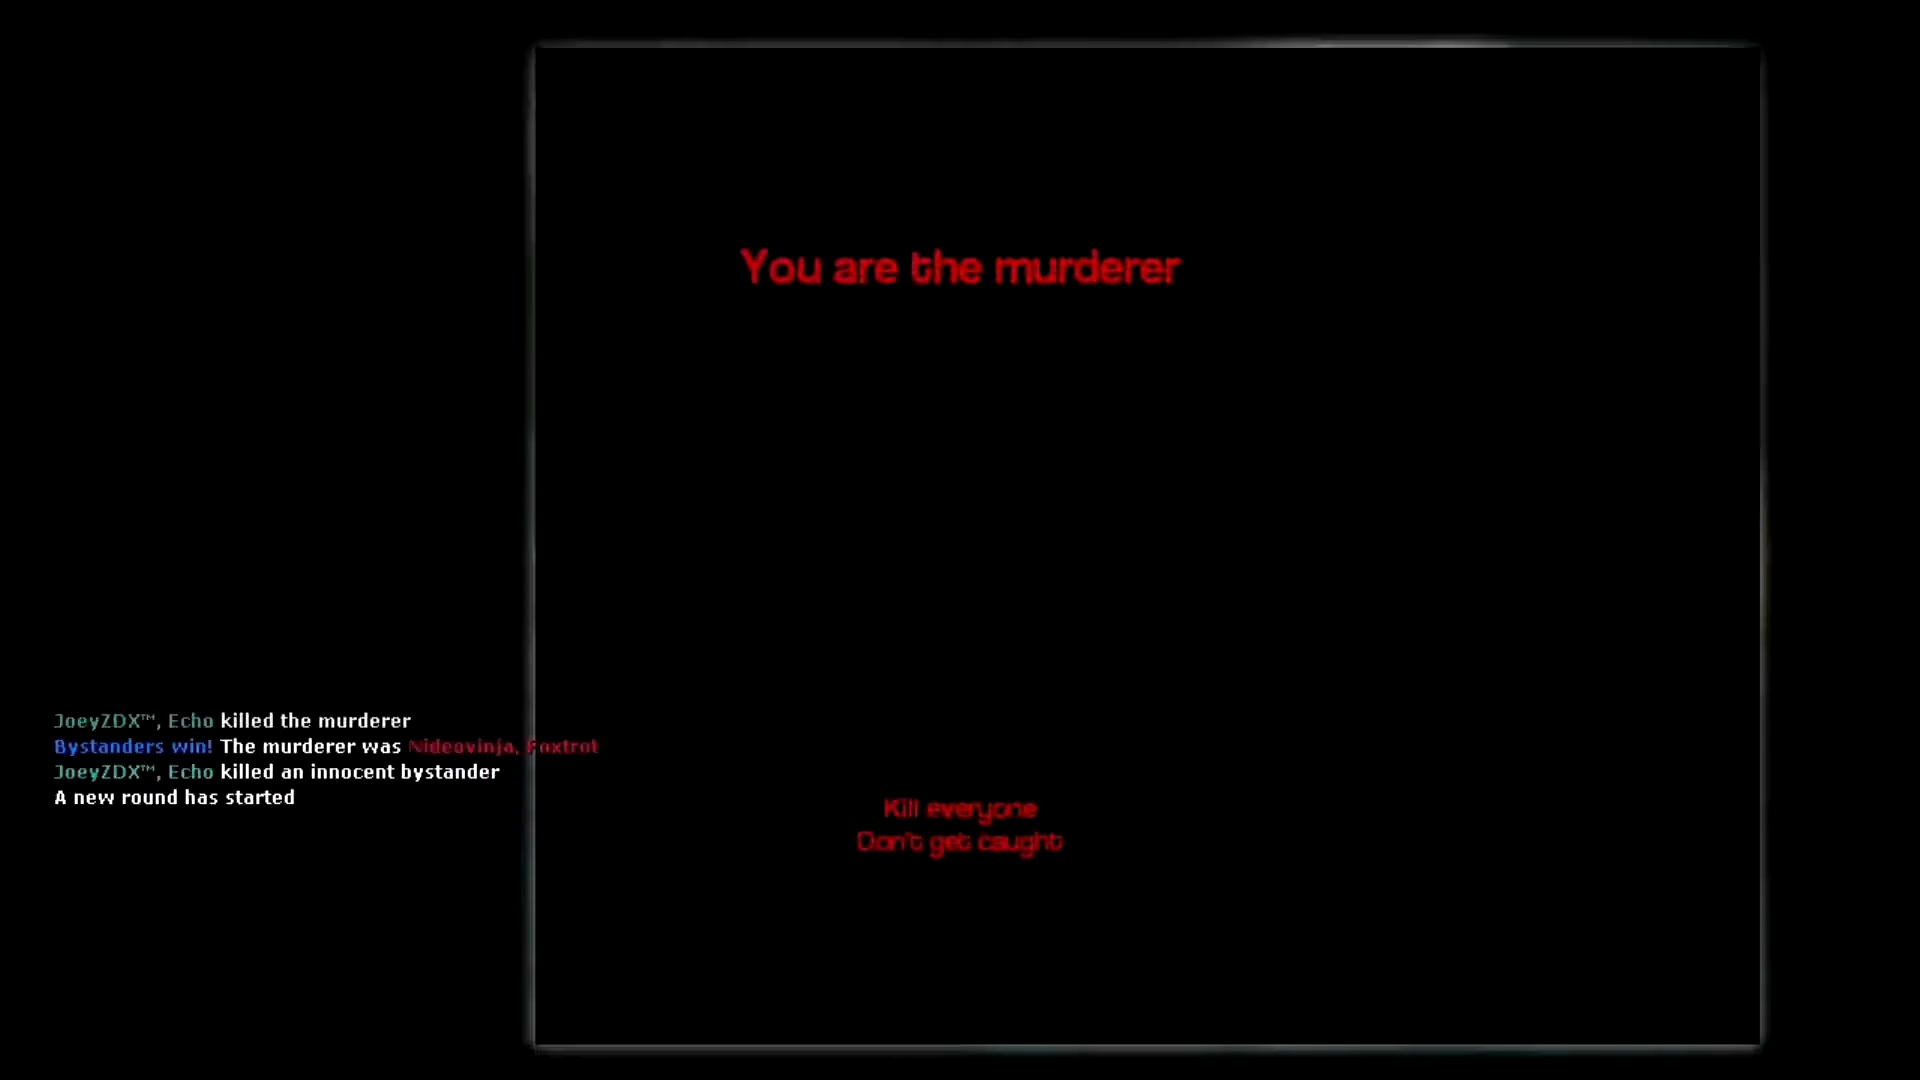 You are the murderer
JoeyZDX™, Echo killed the murderer
Bystanders win! The murderer was Nideovinja, Foxtrot
JoeyZDX™, Echo killed an innocent bystander
A new round has started
Kill everyone
Don't get caught